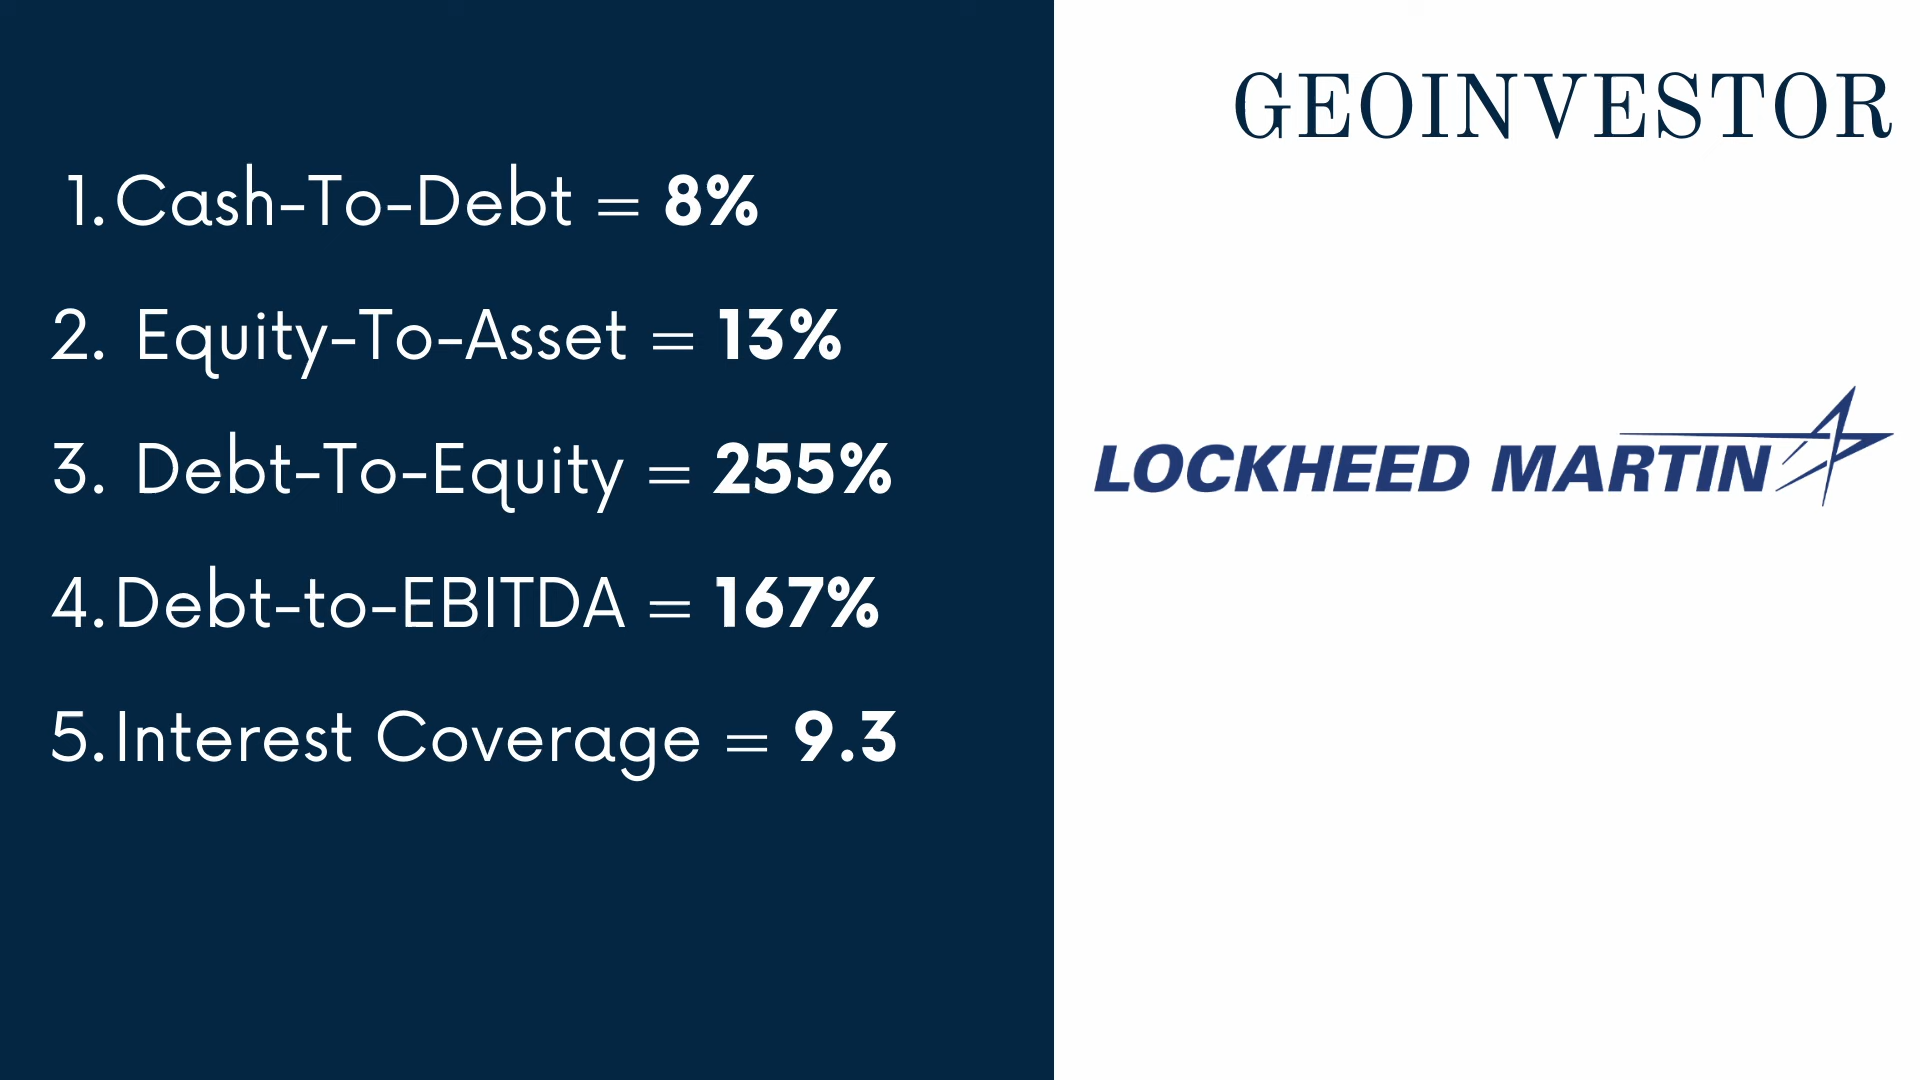 1. Cash-To-Debt = 8%
2. Equity-To-Asset = 13%
3. Debt-To-Equity = 255%
4. Debt-to-EBITDA = 167%
5. Interest Coverage = 9.3
GEOINVESTOR
LOCKHEED MARTIN